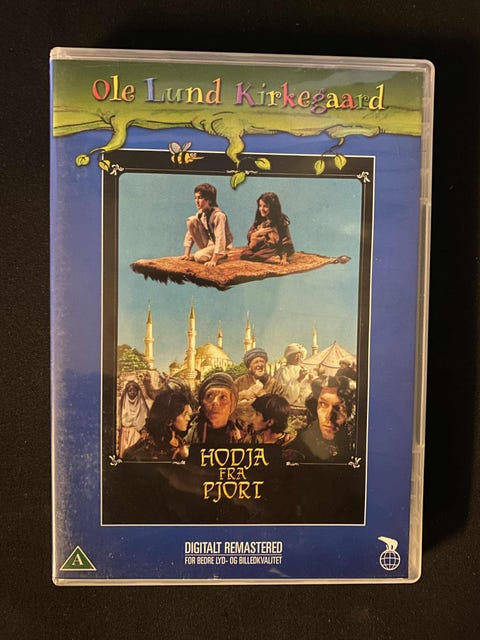 Ole Lund Kirkegaard
HODJA
FRA
PJORT
DIGITALT REMASTERED
FOR BEDRE LYD- OG BILLEDKVALITET
A